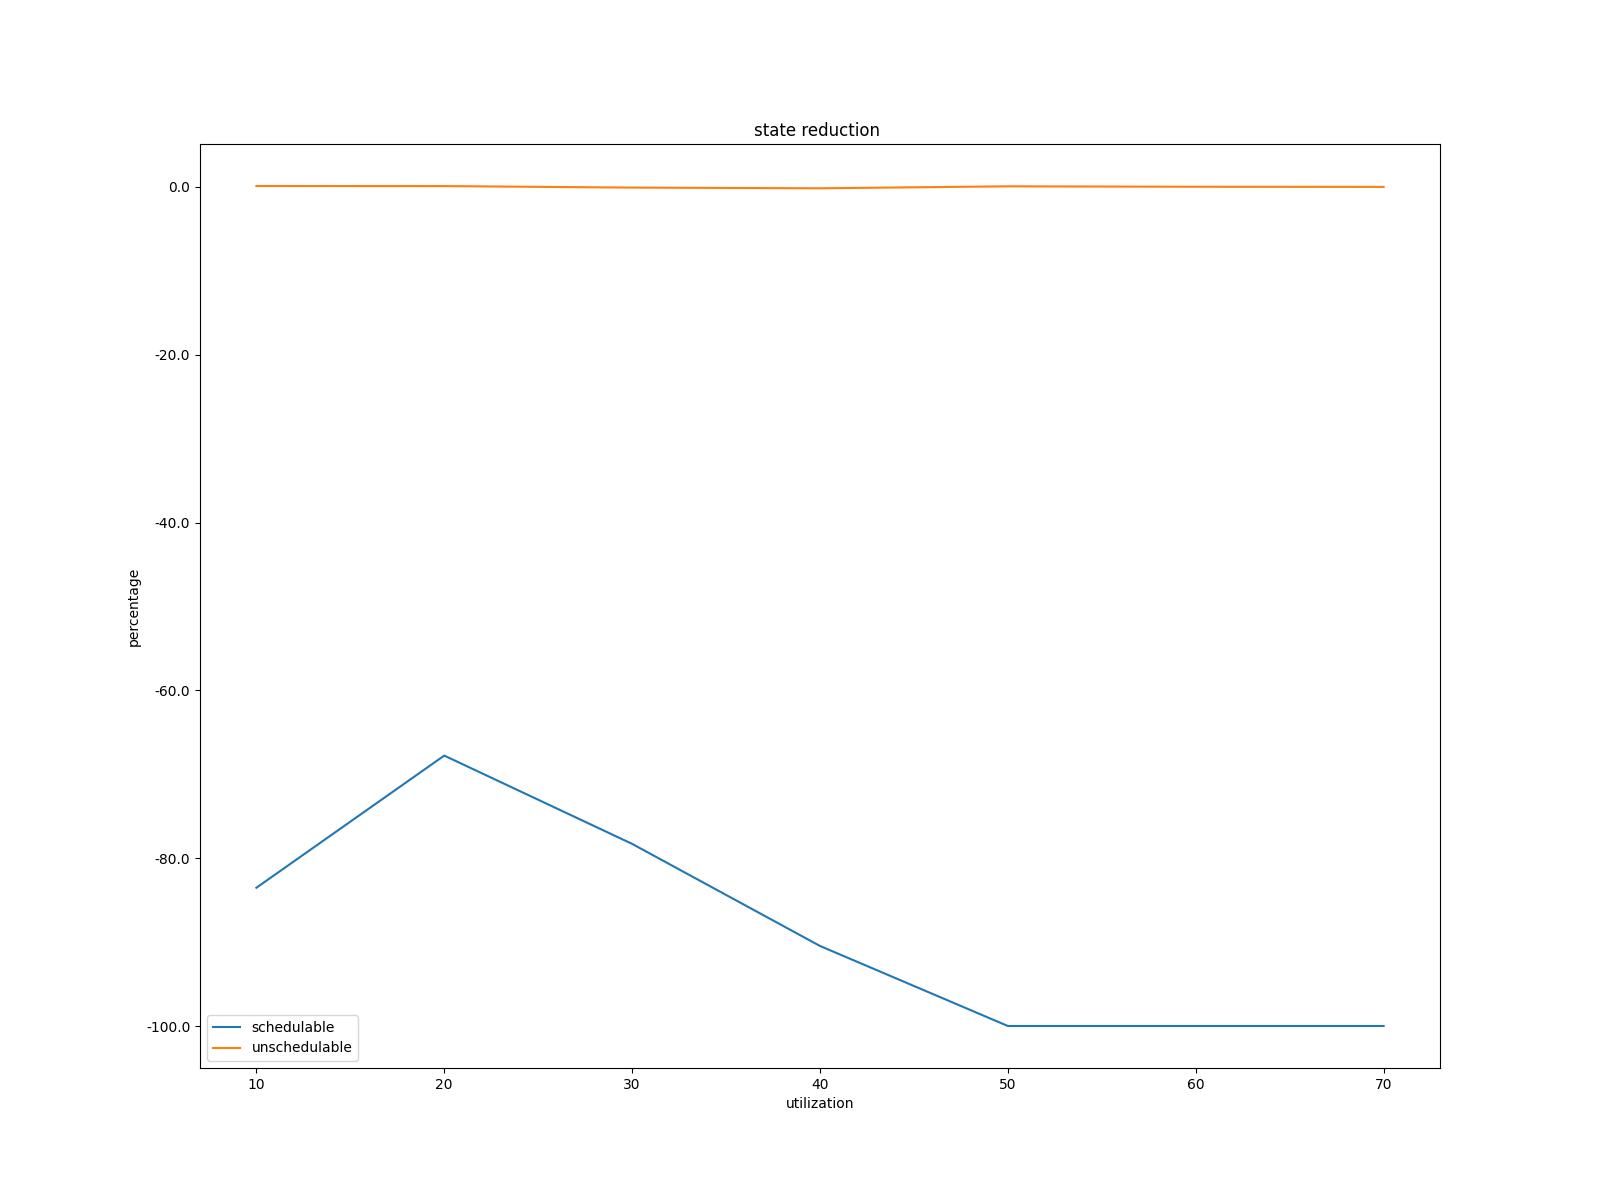 state reduction
0.0
-20.0
-40.0
-60.0
-80.0
-100.0
percentage
schedulable
unschedulable
10 20 30 40 50 60 70
utilization